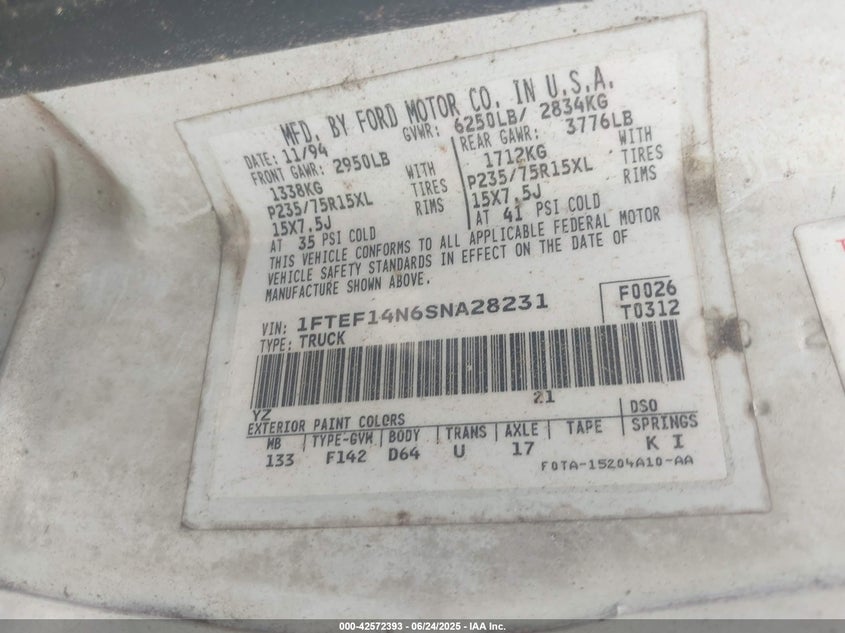 MFD. BY FORD MOTOR CO. IN U.S.A.
DATE: 11/94 GVWR: 6250LB/ 2834KG
FRONT GAWR: 2950LB REAR GAWR: 3776LB
1338KG WITH 1712KG WITH
P235/75R15XL TIRES P235/75R15XL TIRES
15X7.5J RIMS 15X7.5J RIMS
AT 35 PSI COLD AT 41 PSI COLD
THIS VEHICLE CONFORMS TO ALL APPLICABLE FEDERAL MOTOR
VEHICLE SAFETY STANDARDS IN EFFECT ON THE DATE OF
MANUFACTURE SHOWN ABOVE.
VIN: 1FTEF14N6SNA28231 F0026
TYPE: TRUCK T0312
21
YZ
EXTERIOR PAINT COLORS DSO
WB TYPE-GVW BODY TRANS AXLE TAPE SPRINGS
133 F142 D64 U 17 K I
F0TA-15204A10-AA
000-42572393 - 06/24/2025 - IAA Inc.